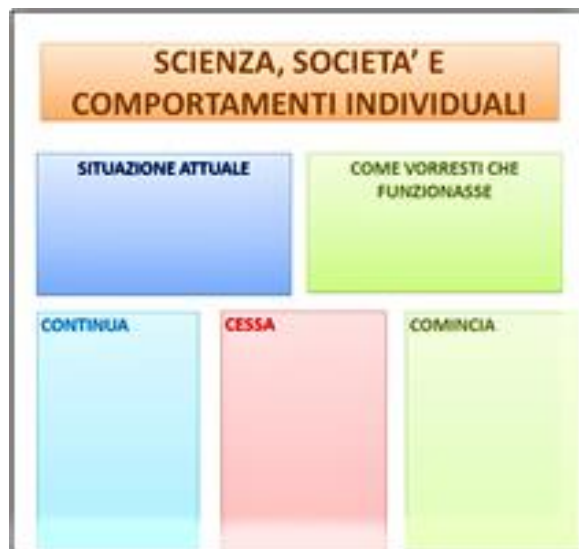 SCIENZA, SOCIETA' E
COMPORTAMENTI INDIVIDUALI
SITUAZIONE ATTUALE
COME VORRESTI CHE
FUNZIONASSE
CONTINUA
CESSA
COMINCIA